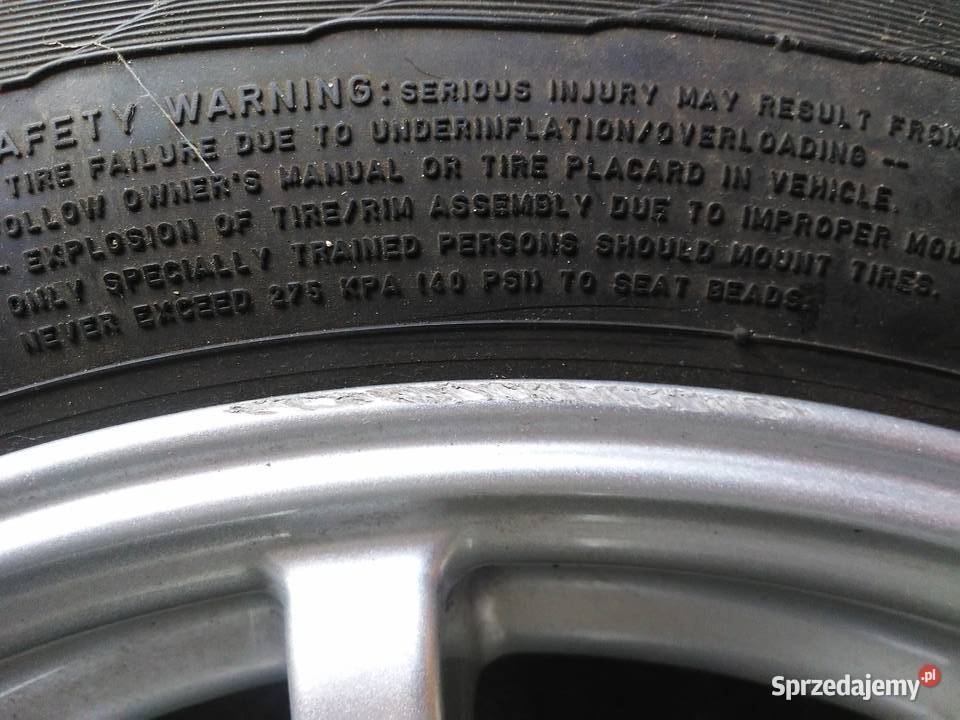 SAFETY WARNING: SERIOUS INJURY MAY RESULT FROM
TIRE FAILURE DUE TO UNDERINFLATION/OVERLOADING --
FOLLOW OWNER'S MANUAL OR TIRE PLACARD IN VEHICLE.
- EXPLOSION OF TIRE/RIM ASSEMBLY DUE TO IMPROPER MOU
ONLY SPECIALLY TRAINED PERSONS SHOULD MOUNT TIRES.
NEVER EXCEED 275 KPA (40 PSI) TO SEAT BEADS.
Sprzedajemy.pl